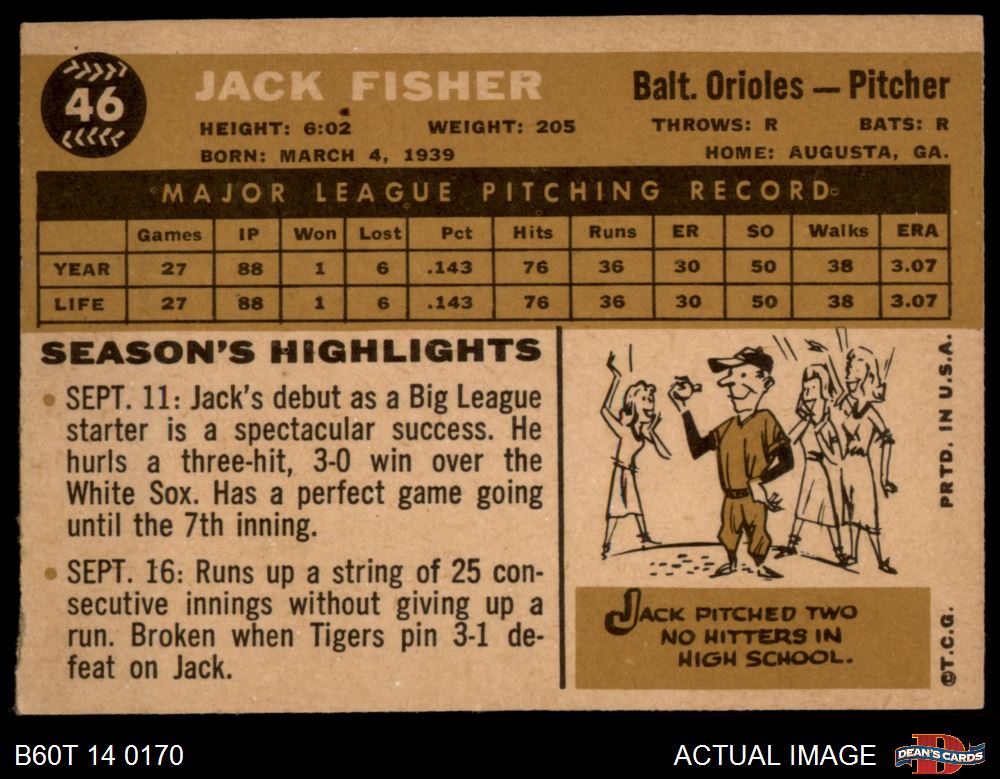 46
JACK FISHER
Balt. Orioles — Pitcher
HEIGHT: 6:02 WEIGHT: 205 THROWS: R BATS: R
BORN: MARCH 4, 1939 HOME: AUGUSTA, GA.
MAJOR LEAGUE PITCHING RECORD
Games IP Won Lost Pct Hits Runs ER SO Walks ERA
YEAR 27 88 1 6 .143 76 36 30 50 38 3.07
LIFE 27 88 1 6 .143 76 36 30 50 38 3.07
SEASON'S HIGHLIGHTS
• SEPT. 11: Jack's debut as a Big League
starter is a spectacular success. He
hurls a three-hit, 3-0 win over the
White Sox. Has a perfect game going
until the 7th inning.
• SEPT. 16: Runs up a string of 25 con-
secutive innings without giving up a
run. Broken when Tigers pin 3-1 de-
feat on Jack.
JACK PITCHED TWO
NO HITTERS IN
HIGH SCHOOL.
©T.C.G. PRTD. IN U.S.A.
B60T 14 0170
ACTUAL IMAGE
D
DEAN'S CARDS